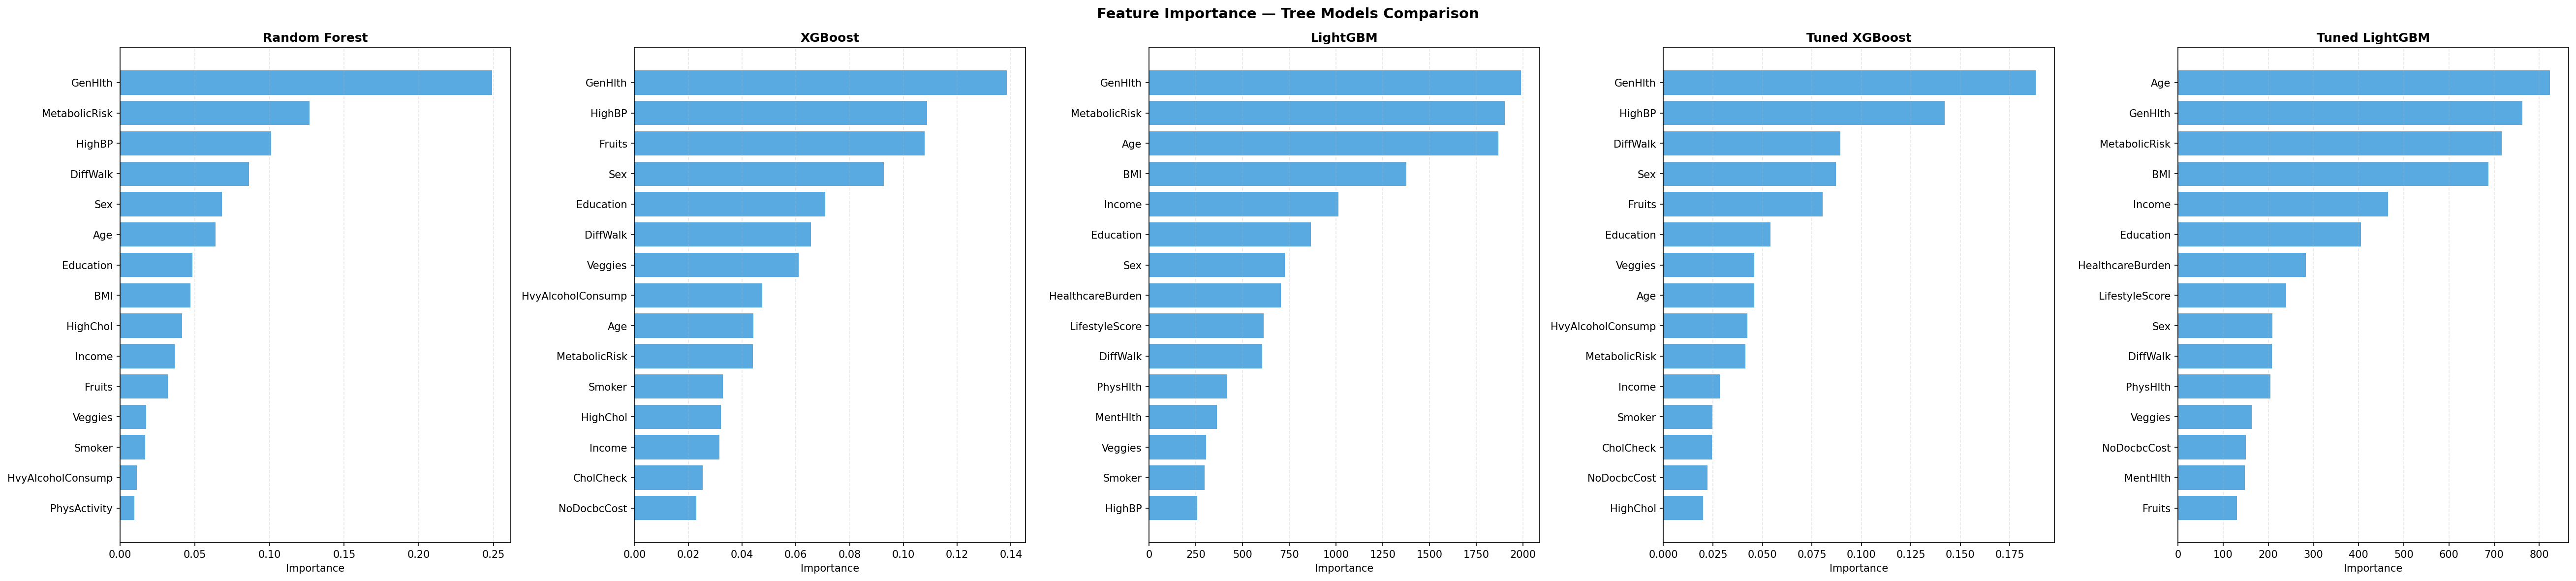 Feature Importance — Tree Models Comparison
Random Forest
GenHlth
MetabolicRisk
HighBP
DiffWalk
Sex
Age
Education
BMI
HighChol
Income
Fruits
Veggies
Smoker
HvyAlcoholConsump
PhysActivity
0.00 0.05 0.10 0.15 0.20 0.25
Importance
XGBoost
GenHlth
HighBP
Fruits
Sex
Education
DiffWalk
Veggies
HvyAlcoholConsump
Age
MetabolicRisk
Smoker
HighChol
Income
CholCheck
NoDocbcCost
0.00 0.02 0.04 0.06 0.08 0.10 0.12 0.14
Importance
LightGBM
GenHlth
MetabolicRisk
Age
BMI
Income
Education
Sex
HealthcareBurden
LifestyleScore
DiffWalk
PhysHlth
MentHlth
Veggies
Smoker
HighBP
0 250 500 750 1000 1250 1500 1750 2000
Importance
Tuned XGBoost
GenHlth
HighBP
DiffWalk
Sex
Fruits
Education
Veggies
Age
HvyAlcoholConsump
MetabolicRisk
Income
Smoker
CholCheck
NoDocbcCost
HighChol
0.000 0.025 0.050 0.075 0.100 0.125 0.150 0.175
Importance
Tuned LightGBM
Age
GenHlth
MetabolicRisk
BMI
Income
Education
HealthcareBurden
LifestyleScore
Sex
DiffWalk
PhysHlth
Veggies
NoDocbcCost
MentHlth
Fruits
0 100 200 300 400 500 600 700 800
Importance